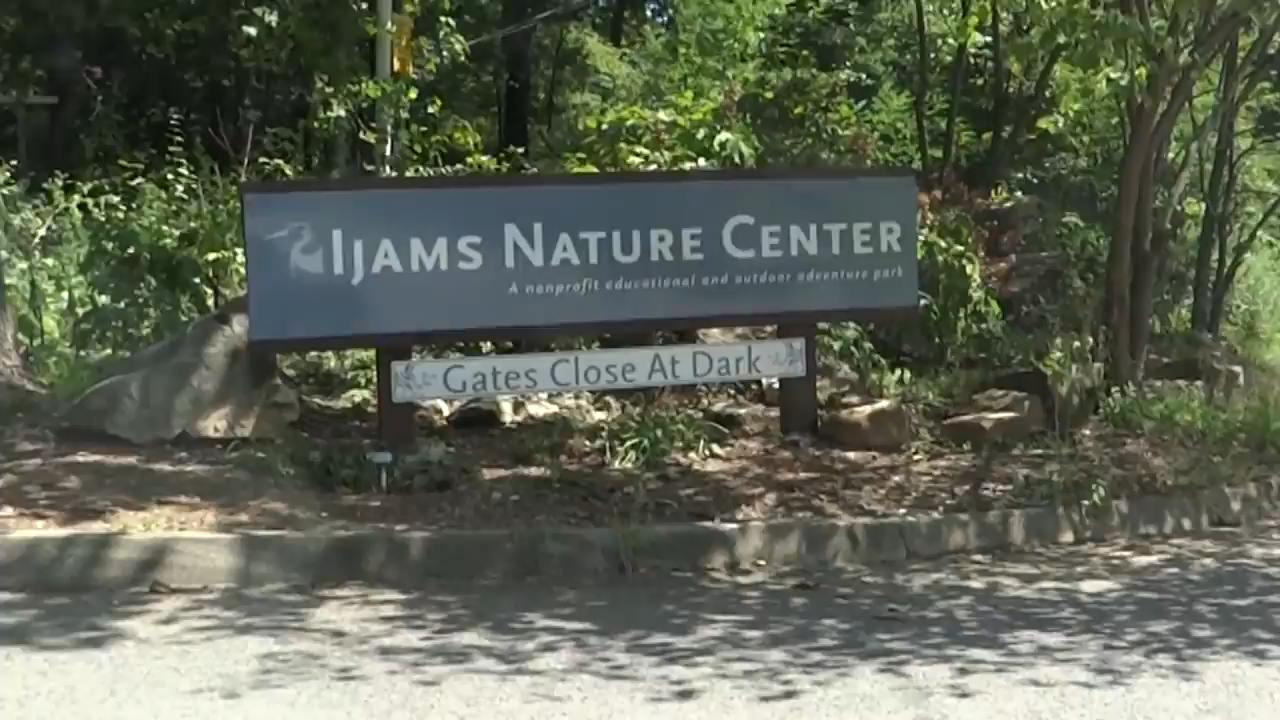 IJAMS NATURE CENTER
A nonprofit educational and outdoor adventure park
Gates Close At Dark